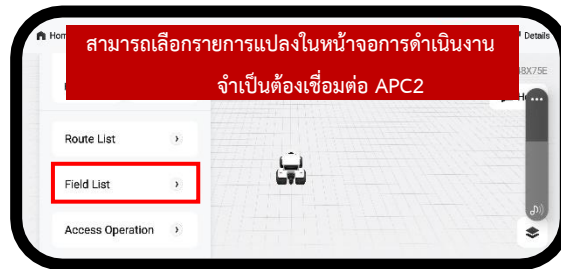 Hom
สามารถเลือกรายการแปลงในหน้าจอการดำเนินงาน
Details
จำเป็นต้องเชื่อมต่อ APC2
8X75E
H
Route List
Field List
Access Operation